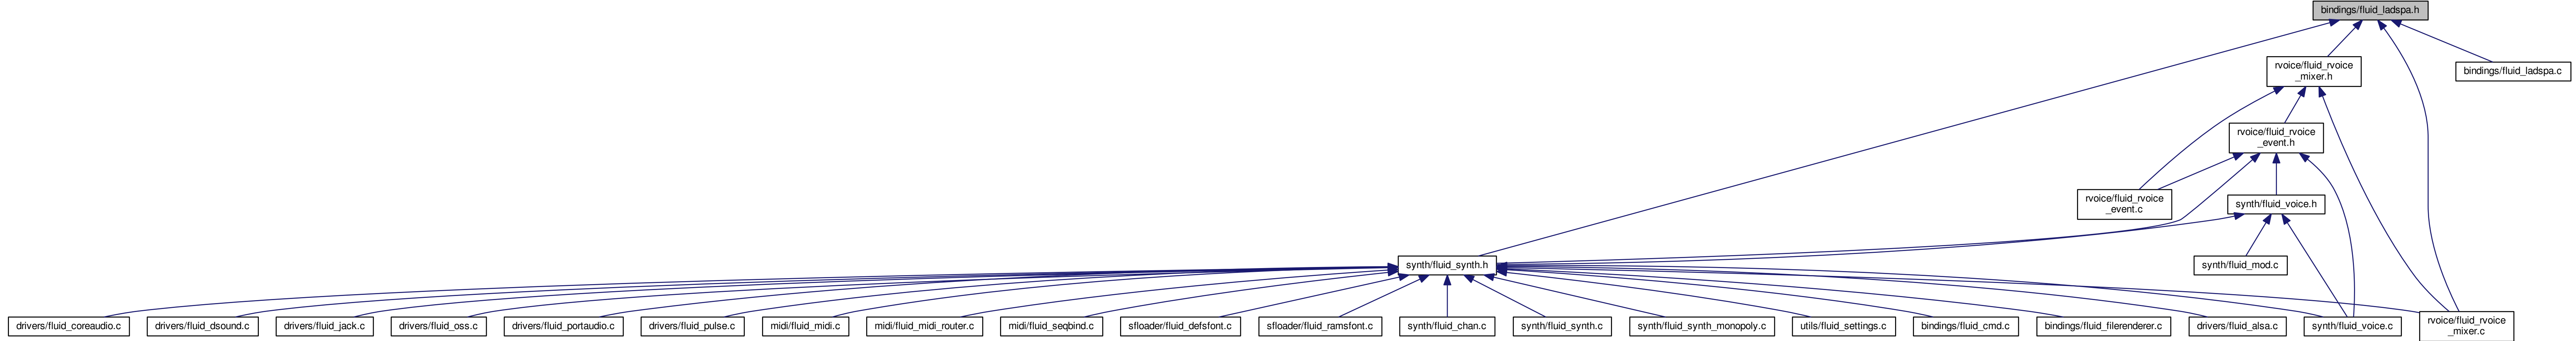 bindings/fluid_ladspa.h
rvoice/fluid_rvoice
_mixer.h
bindings/fluid_ladspa.c
rvoice/fluid_rvoice
_event.h
rvoice/fluid_rvoice
_event.c
synth/fluid_voice.h
synth/fluid_synth.h
synth/fluid_mod.c
drivers/fluid_coreaudio.c
drivers/fluid_dsound.c
drivers/fluid_jack.c
drivers/fluid_oss.c
drivers/fluid_portaudio.c
drivers/fluid_pulse.c
midi/fluid_midi.c
midi/fluid_midi_router.c
midi/fluid_seqbind.c
sfloader/fluid_defsfont.c
sfloader/fluid_ramsfont.c
synth/fluid_chan.c
synth/fluid_synth.c
synth/fluid_synth_monopoly.c
utils/fluid_settings.c
bindings/fluid_cmd.c
bindings/fluid_filerenderer.c
drivers/fluid_alsa.c
synth/fluid_voice.c
rvoice/fluid_rvoice
_mixer.c